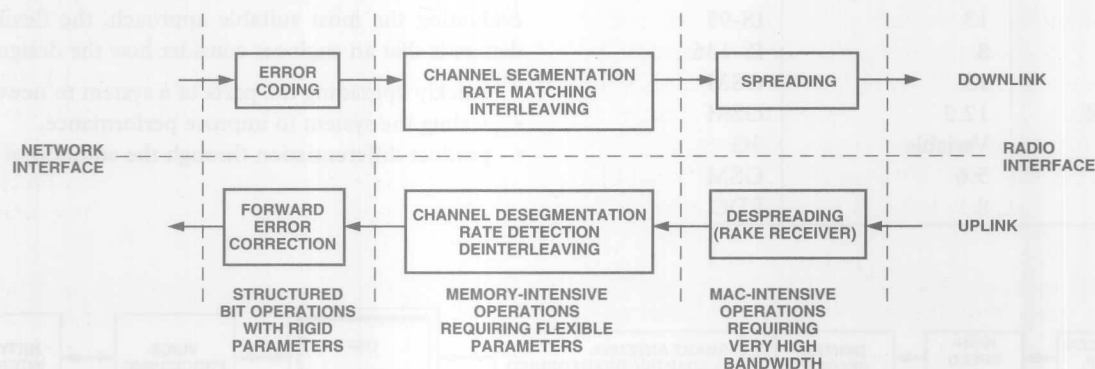 ERROR
CODING
CHANNEL SEGMENTATION
RATE MATCHING
INTERLEAVING
SPREADING
DOWNLINK
NETWORK
INTERFACE
RADIO
INTERFACE
FORWARD
ERROR
CORRECTION
CHANNEL DESEGMENTATION
RATE DETECTION
DEINTERLEAVING
DESPREADING
(RAKE RECEIVER)
UPLINK
STRUCTURED
BIT OPERATIONS
WITH RIGID
PARAMETERS
MEMORY-INTENSIVE
OPERATIONS
REQUIRING FLEXIBLE
PARAMETERS
MAC-INTENSIVE
OPERATIONS
REQUIRING
VERY HIGH
BANDWIDTH